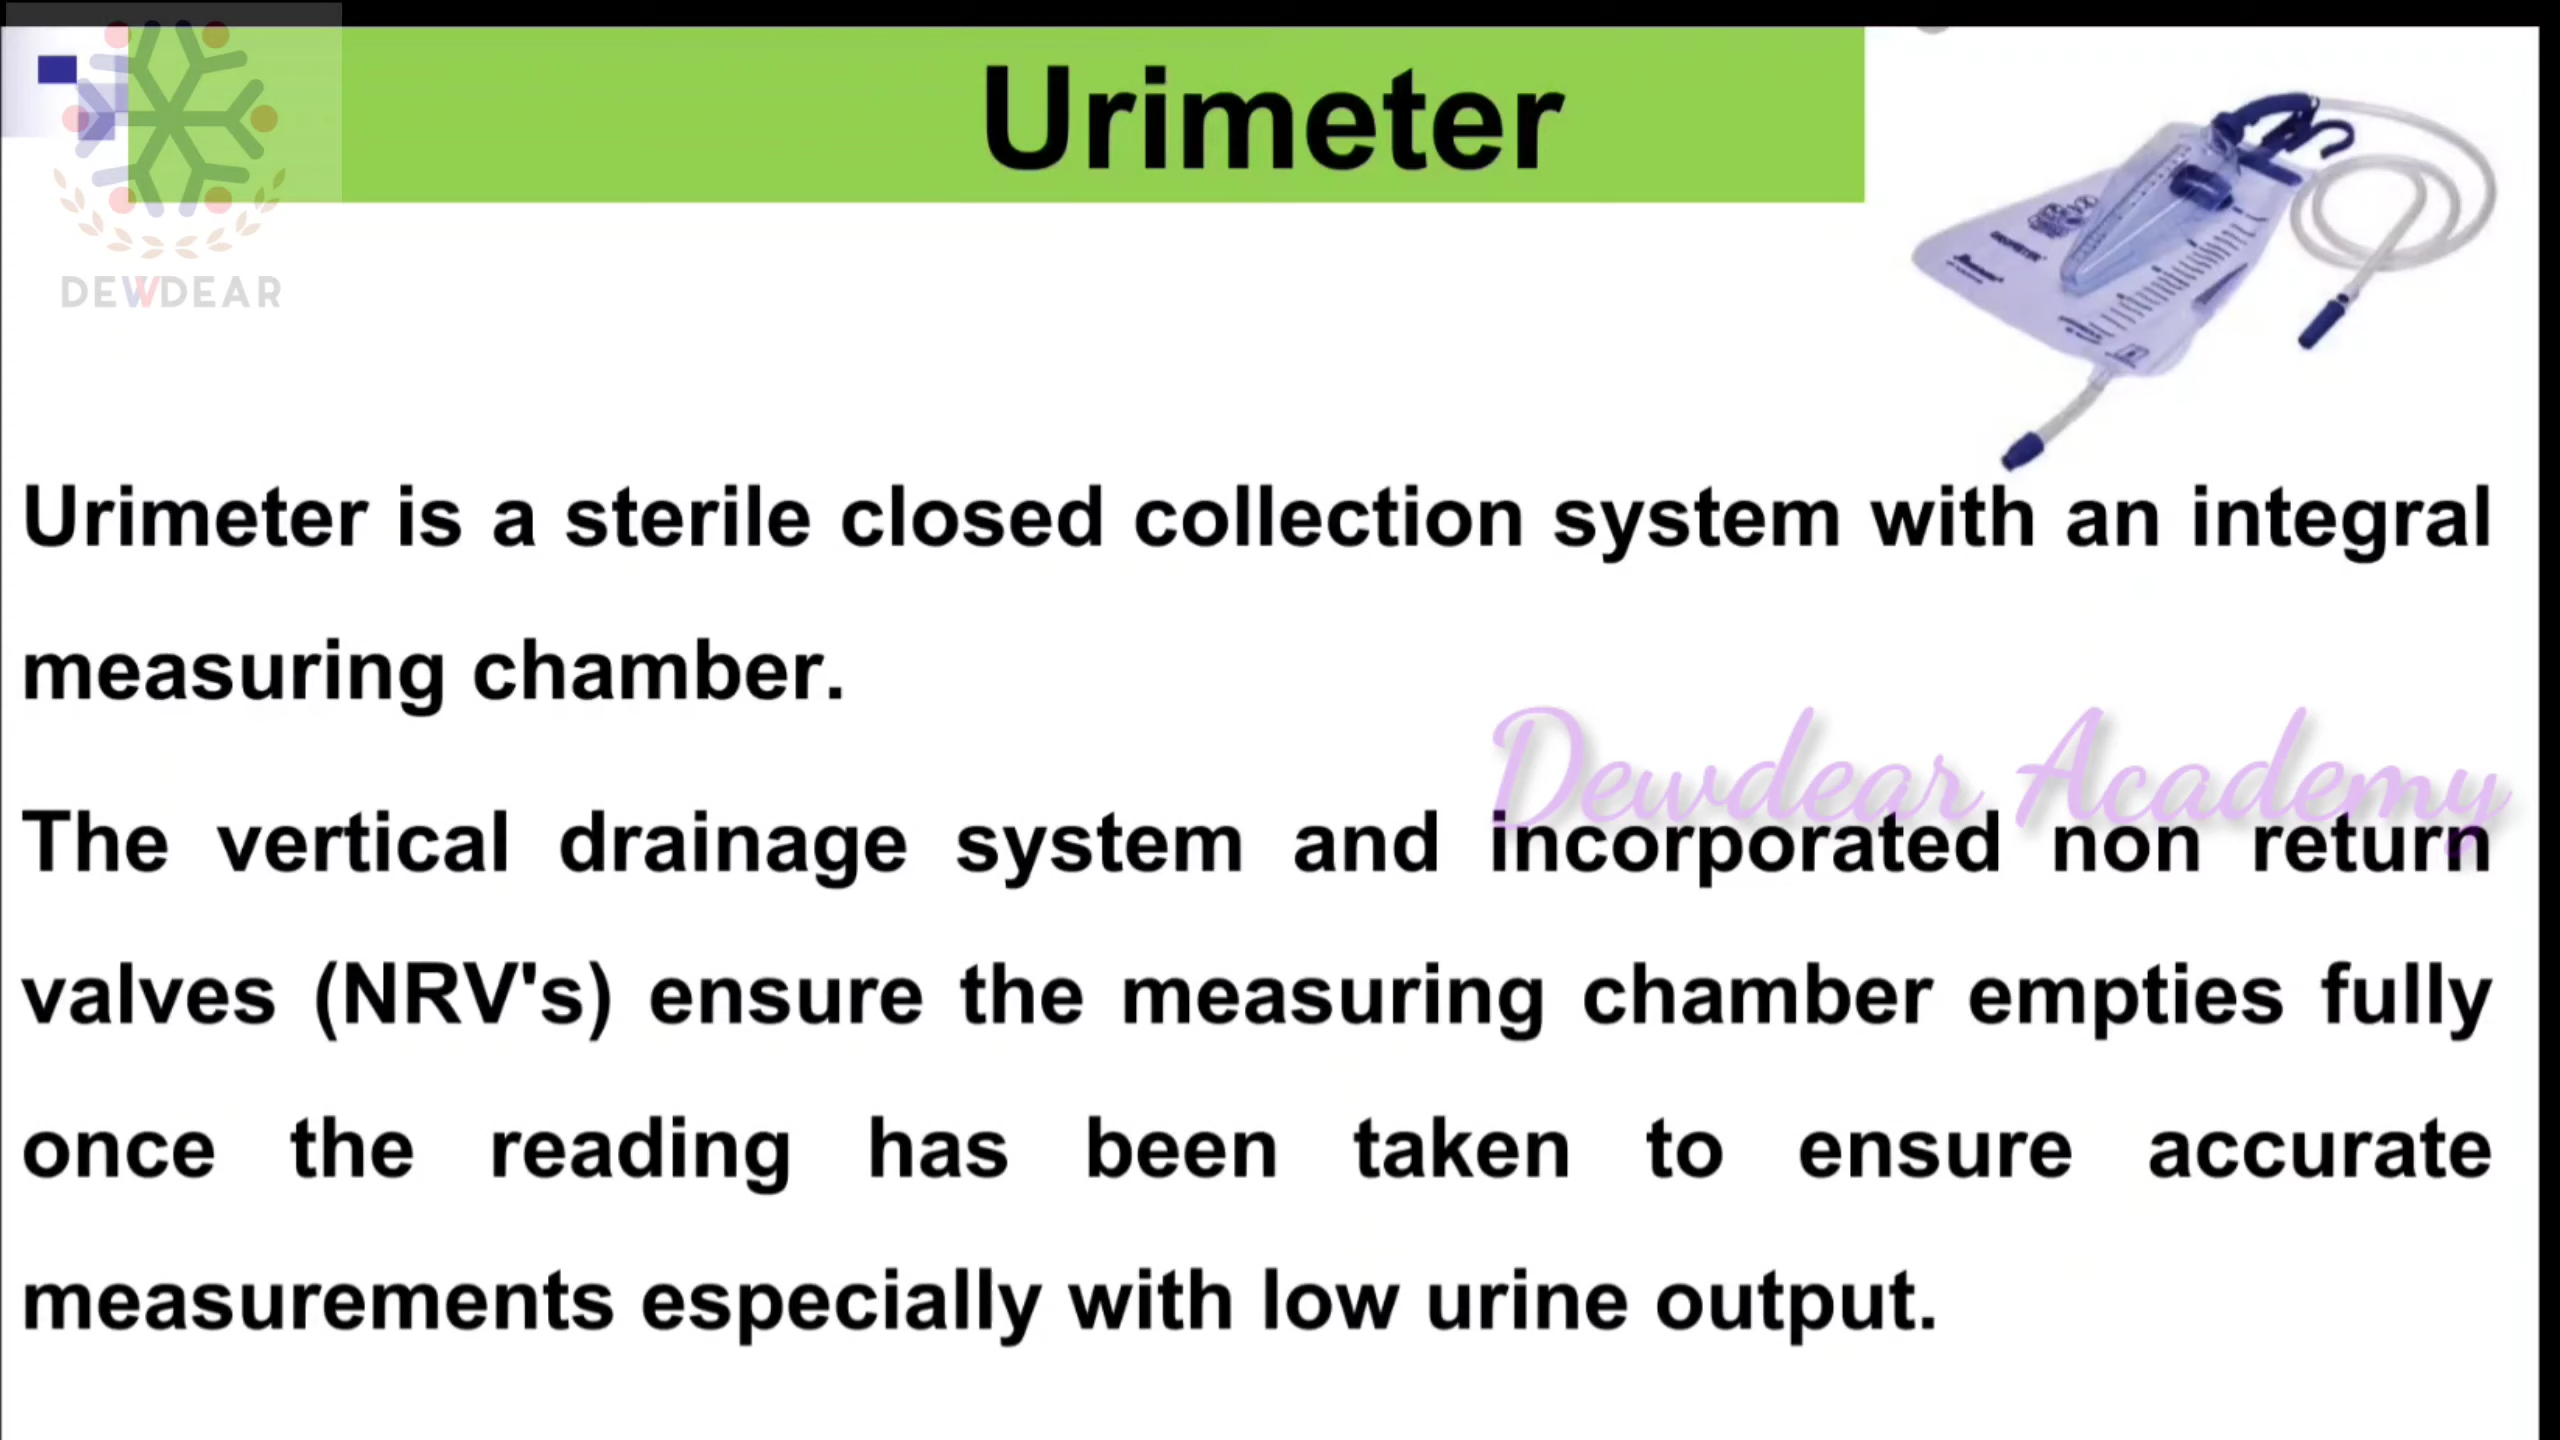 Urimeter
DEWDEAR
Urimeter is a sterile closed collection system with an integral
measuring chamber.
Dewdear Academy
The vertical drainage system and incorporated non return
valves (NRV's) ensure the measuring chamber empties fully
once the reading has been taken to ensure accurate
measurements especially with low urine output.